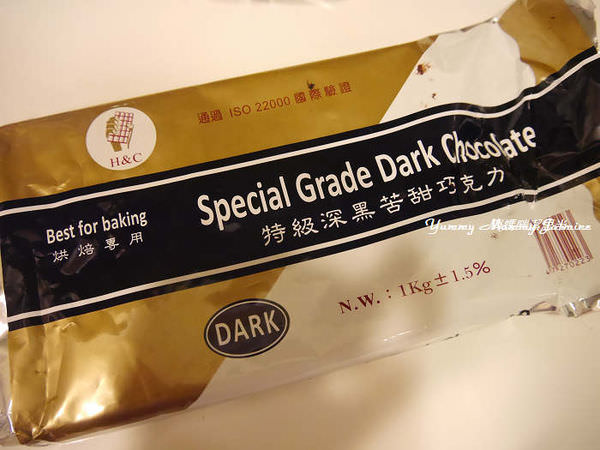 通過 ISO 22000 國際驗證
H&C
Special Grade Dark Chocolate
特級深黑苦甜巧克力
Best for baking
烘焙專用
N.W.：1Kg±1.5%
DARK
Yummy